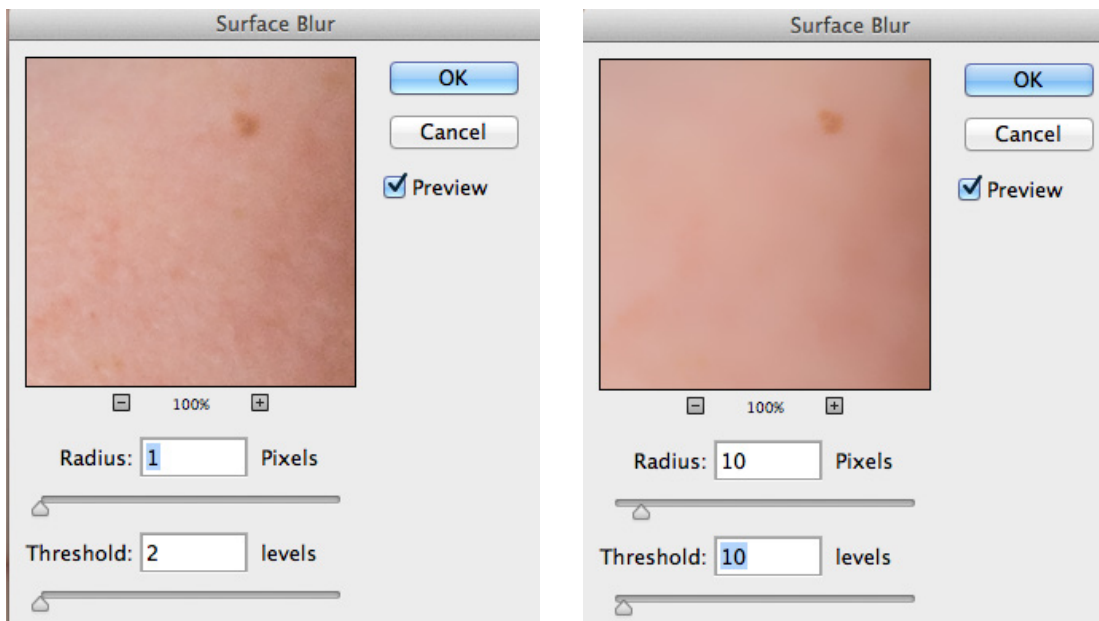 Surface Blur
OK
Cancel
Preview
100%
Radius: 1 Pixels
Threshold: 2 levels
Surface Blur
OK
Cancel
Preview
100%
Radius: 10 Pixels
Threshold: 10 levels